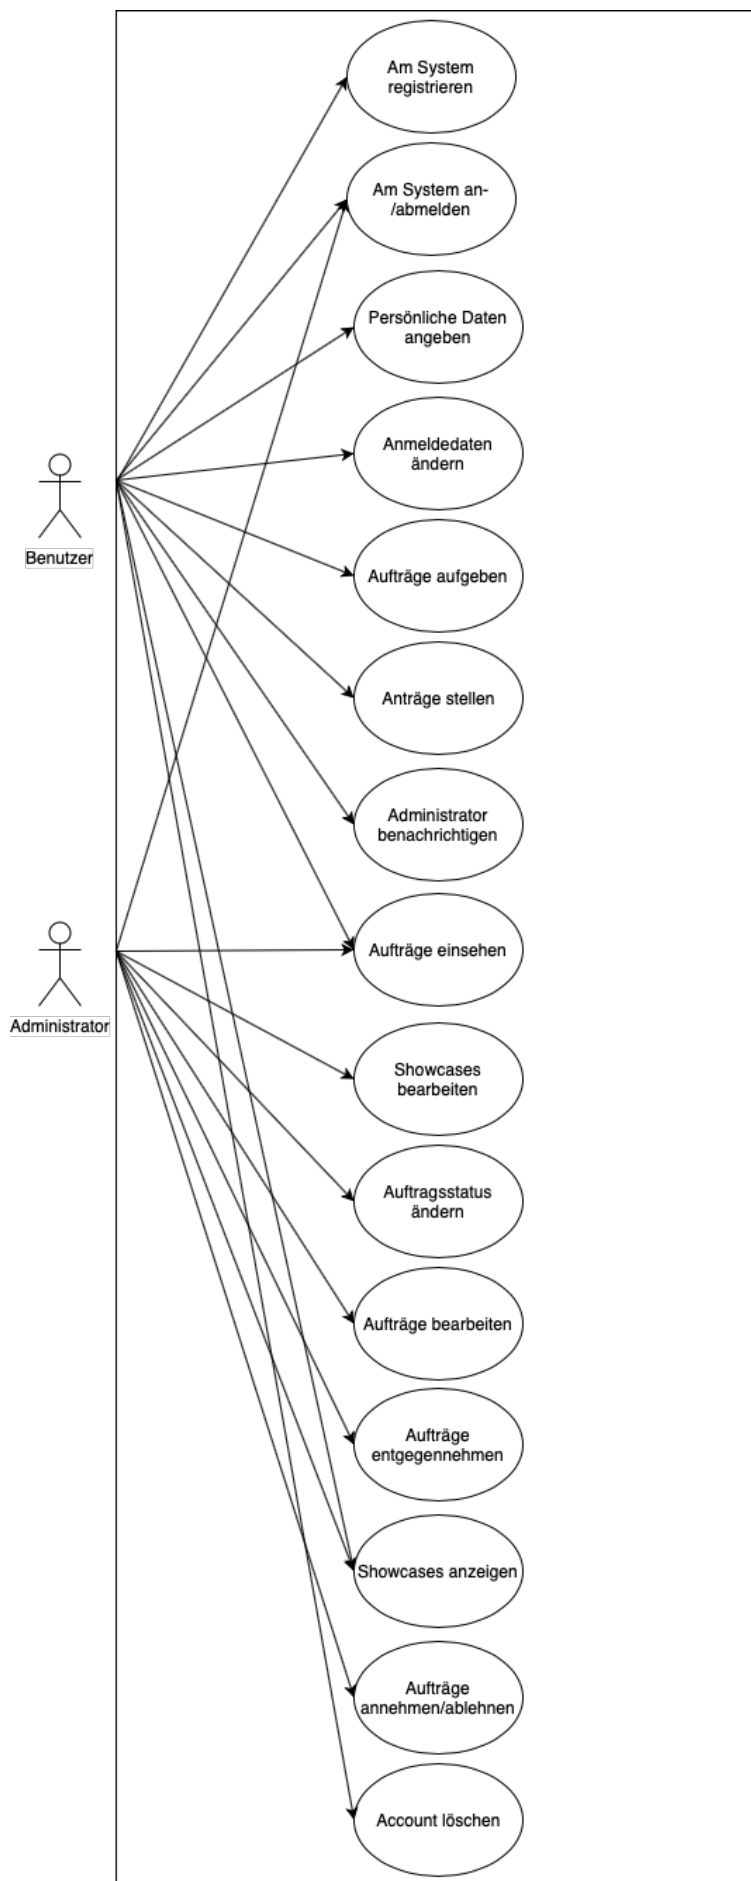 Am System
registrieren
Am System an-
/abmelden
Persönliche Daten
angeben
Anmeldedaten
ändern
Benutzer
Aufträge aufgeben
Anträge stellen
Administrator
benachrichtigen
Aufträge einsehen
Administrator
Showcases
bearbeiten
Auftragsstatus
ändern
Aufträge bearbeiten
Aufträge
entgegennehmen
Showcases anzeigen
Aufträge
annehmen/ablehnen
Account löschen